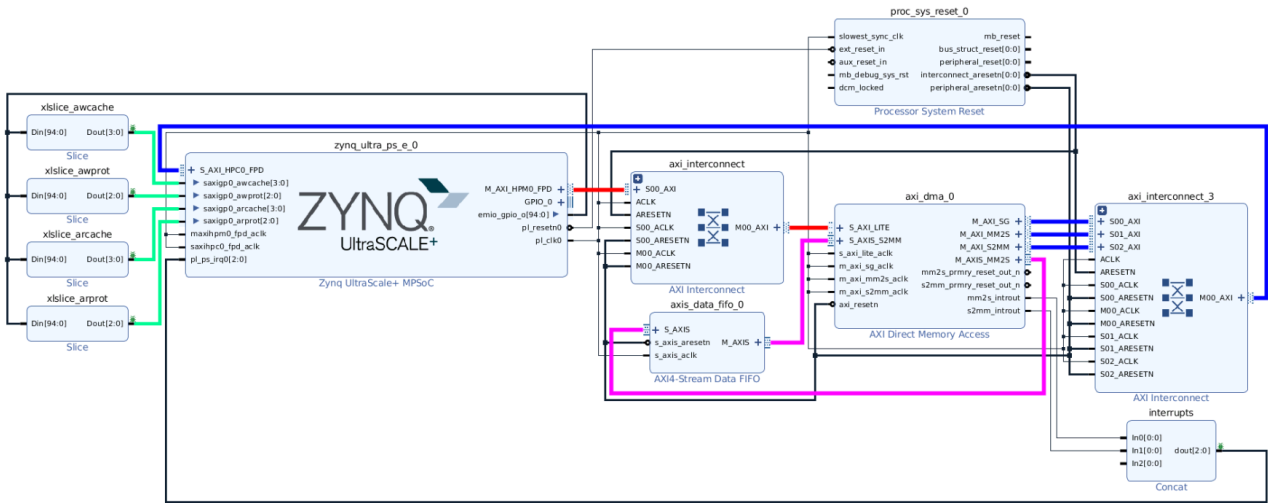 proc_sys_reset_0
slowest_sync_clk
ext_reset_in
aux_reset_in
mb_debug_sys_rst
dcm_locked
mb_reset
bus_struct_reset[0:0]
peripheral_reset[0:0]
interconnect_aresetn[0:0]
peripheral_aresetn[0:0]
Processor System Reset
xlslice_awcache
Din[94:0] Dout[3:0]
Slice
xlslice_awprot
Din[94:0] Dout[2:0]
Slice
xlslice_arcache
Din[94:0] Dout[3:0]
Slice
xlslice_arprot
Din[94:0] Dout[2:0]
Slice
zynq_ultra_ps_e_0
S_AXI_HPC0_FPD
saxigp0_awcache[3:0]
saxigp0_awprot[2:0]
saxigp0_arcache[3:0]
saxigp0_arprot[2:0]
maxihpm0_fpd_aclk
saxihpc0_fpd_aclk
pl_ps_irq0[2:0]
ZYNQ
UltraSCALE+
M_AXI_HPM0_FPD
GPIO_0
emio_gpio_o[94:0]
pl_resetn0
pl_clk0
Zynq UltraScale+ MPSoC
axi_interconnect
S00_AXI
ACLK
ARESETN
S00_ACLK
S00_ARESETN
M00_ACLK
M00_ARESETN
M00_AXI
AXI Interconnect
axis_data_fifo_0
S_AXIS
s_axis_aresetn
s_axis_aclk
M_AXIS
AXI4-Stream Data FIFO
axi_dma_0
S_AXI_LITE
S_AXIS_S2MM
s_axi_lite_aclk
m_axi_sg_aclk
m_axi_mm2s_aclk
m_axi_s2mm_aclk
axi_resetn
M_AXI_SG
M_AXI_MM2S
M_AXI_S2MM
M_AXIS_MM2S
mm2s_prmry_reset_out_n
s2mm_prmry_reset_out_n
mm2s_introut
s2mm_introut
AXI Direct Memory Access
axi_interconnect_3
S00_AXI
S01_AXI
S02_AXI
ACLK
ARESETN
S00_ACLK
S00_ARESETN
M00_ACLK
M00_ARESETN
S01_ACLK
S01_ARESETN
S02_ACLK
S02_ARESETN
M00_AXI
AXI Interconnect
interrupts
In0[0:0]
In1[0:0]
In2[0:0]
dout[2:0]
Concat